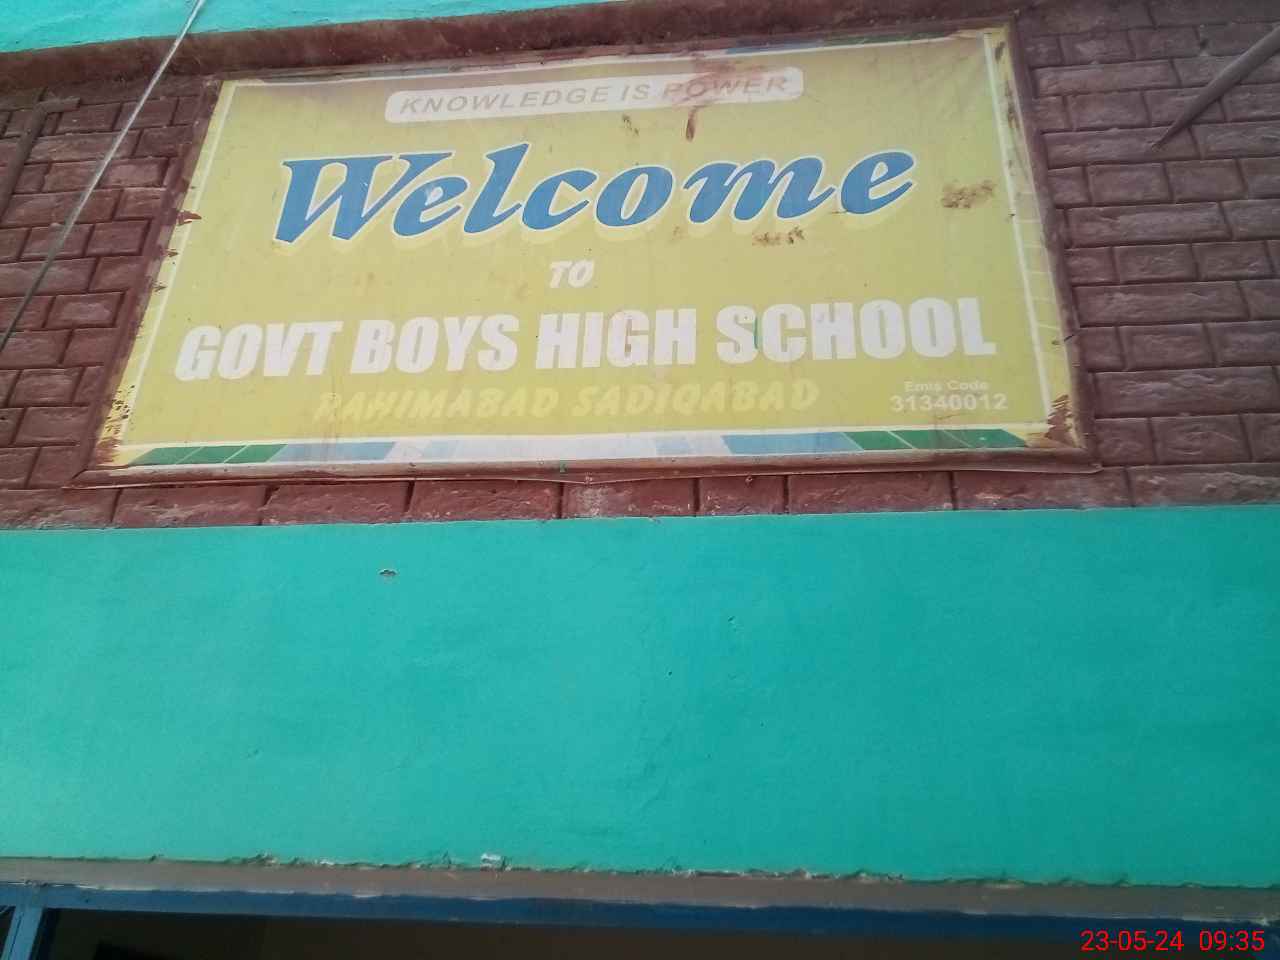 KNOWLEDGE IS POWER
Welcome
TO
GOVT BOYS HIGH SCHOOL
RAHIMABAD SADIQABAD
Emis Code
31340012
23-05-24 09:35